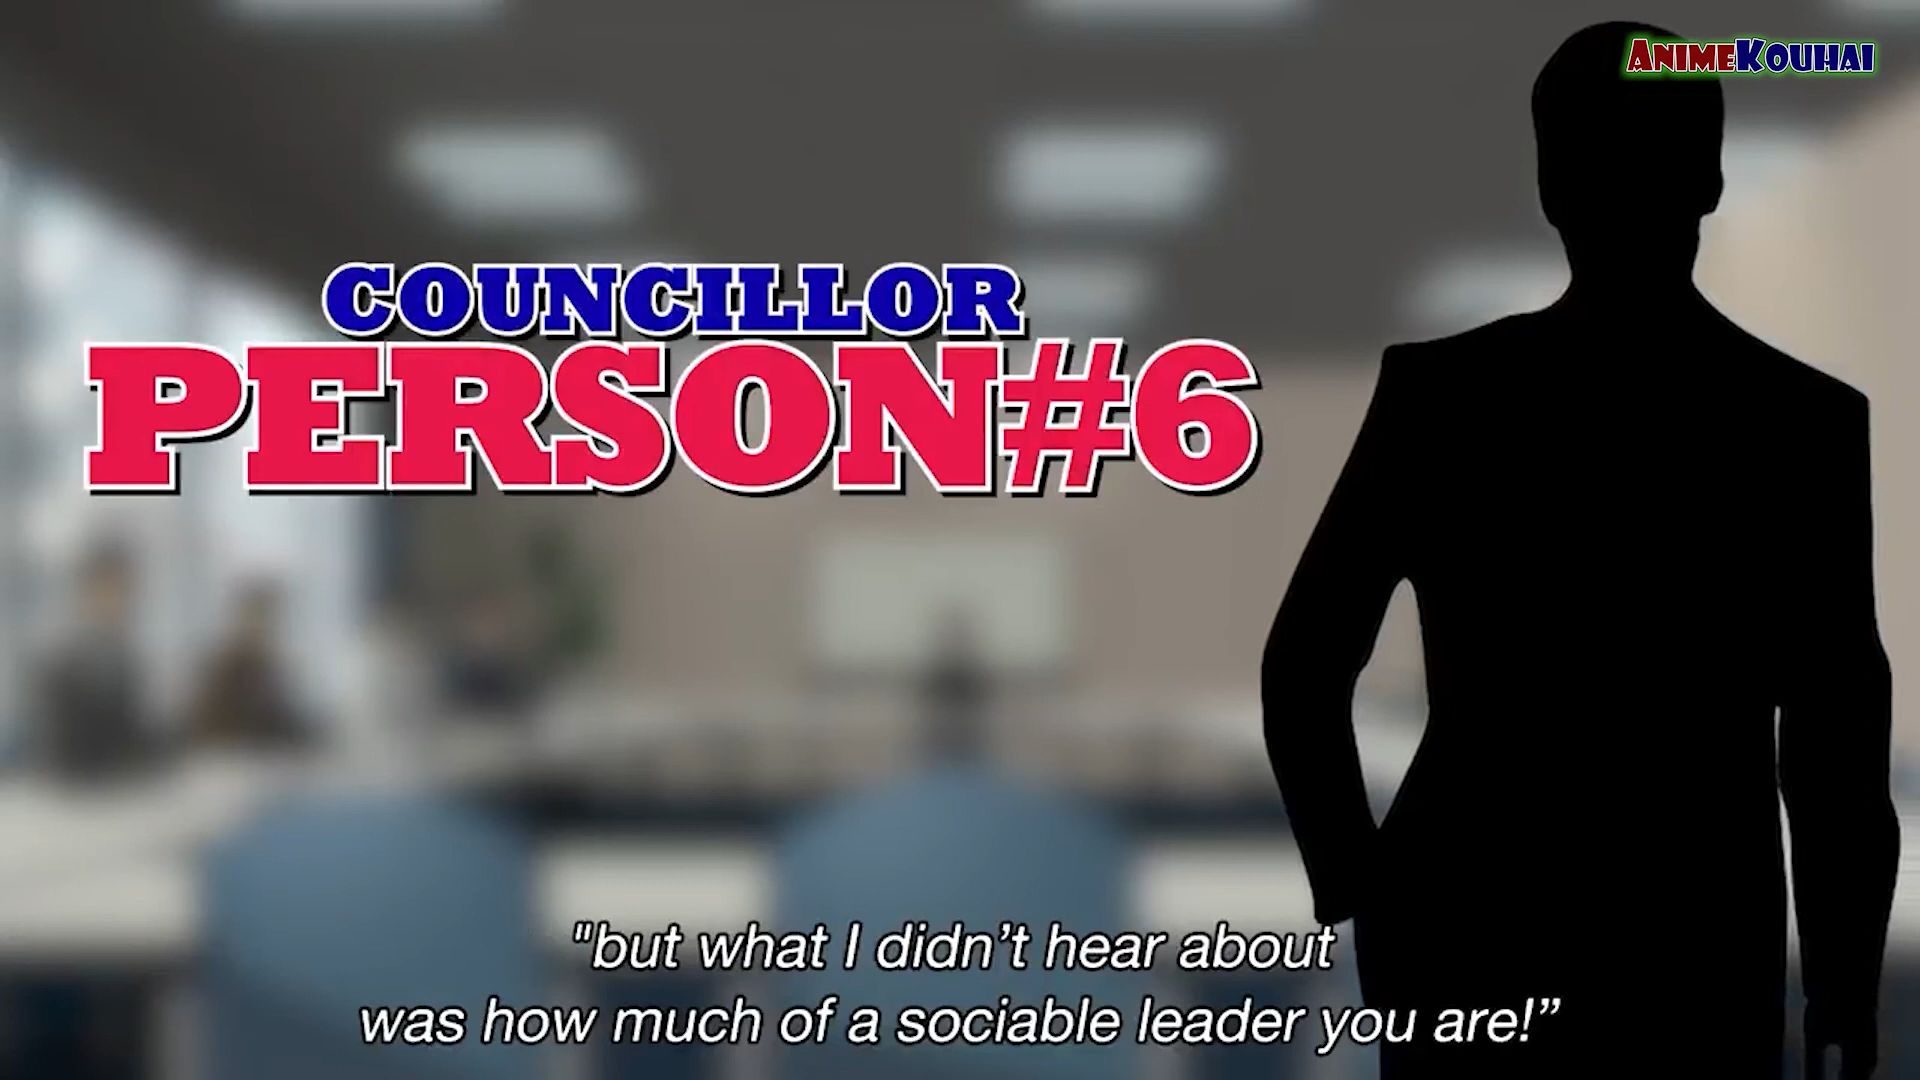 ANIMEKOUHAI
COUNCILLOR
PERSON#6
"but what I didn’t hear about
was how much of a sociable leader you are!”